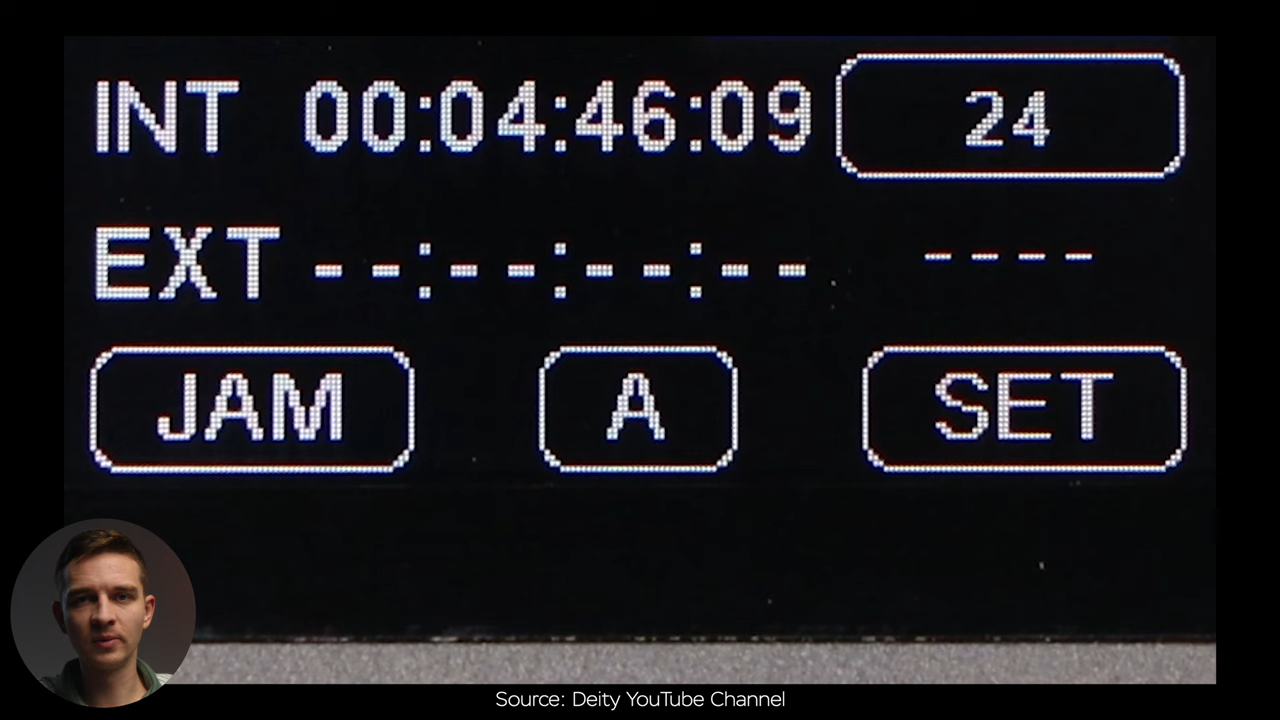 INT 00:04:46:09 24
EXT --:--:--:-- ----
JAM A SET
Source: Deity YouTube Channel